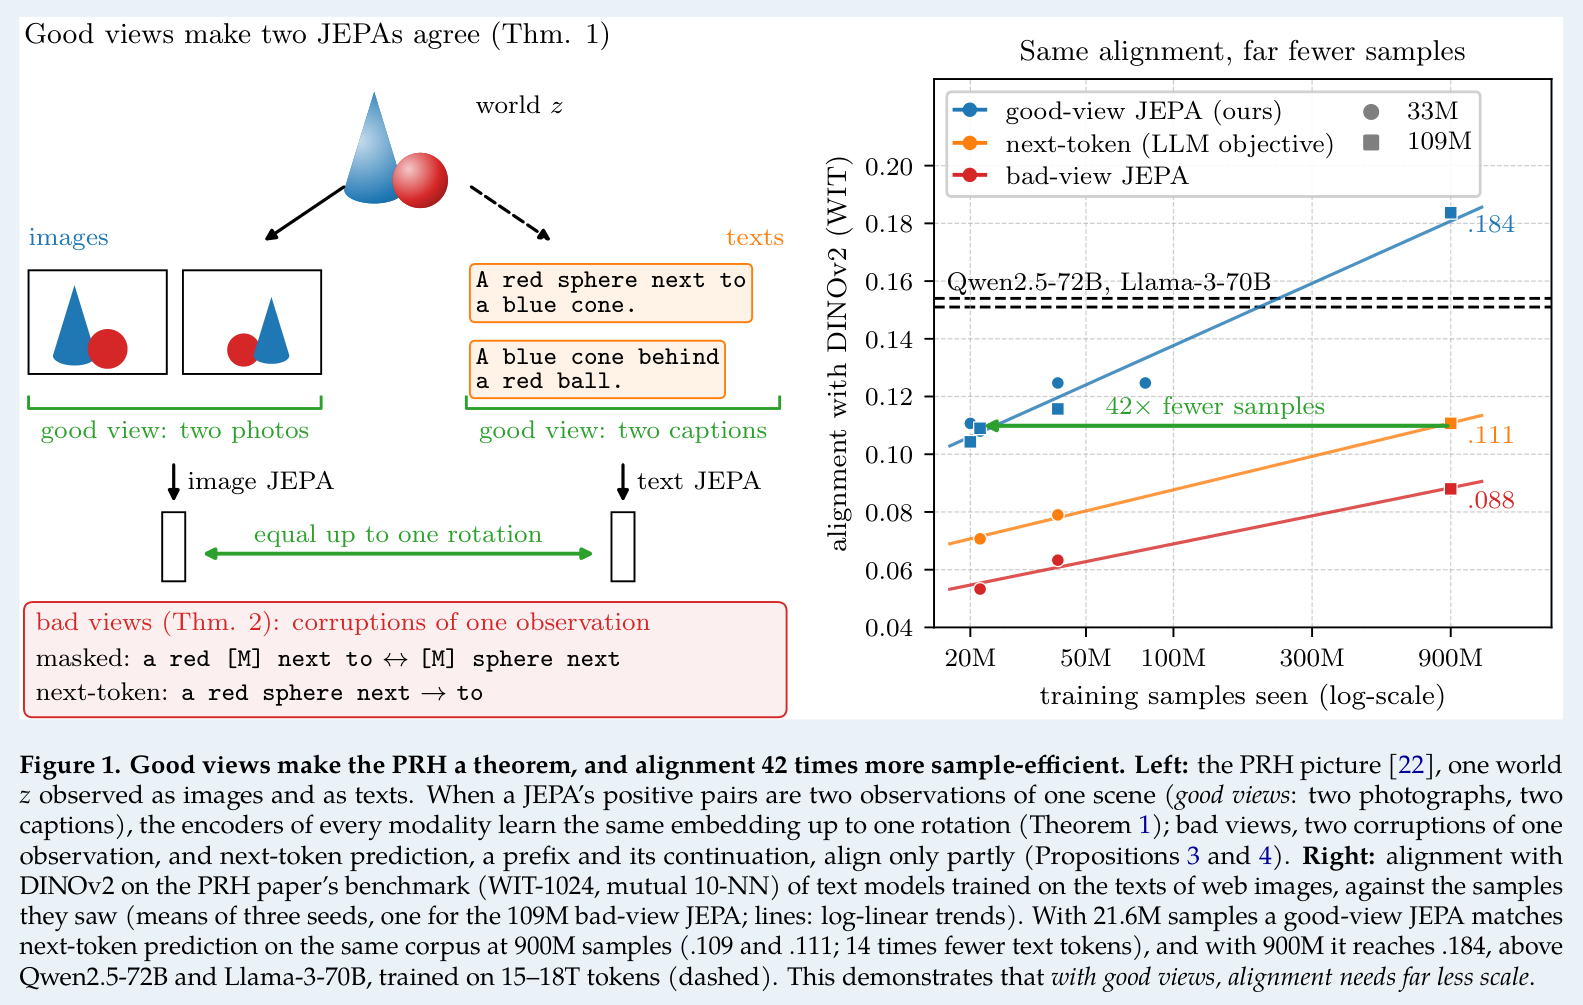 Good views make two JEPAs agree (Thm. 1)
world z
images
texts
A red sphere next to
a blue cone.
A blue cone behind
a red ball.
good view: two photos
good view: two captions
image JEPA
text JEPA
equal up to one rotation
bad views (Thm. 2): corruptions of one observation
masked: a red [M] next to ↔ [M] sphere next
next-token: a red sphere next → to
Same alignment, far fewer samples
good-view JEPA (ours)
next-token (LLM objective)
bad-view JEPA
33M
109M
alignment with DINOv2 (WIT)
0.20
0.18
0.16
0.14
0.12
0.10
0.08
0.06
0.04
.184
Qwen2.5-72B, Llama-3-70B
42× fewer samples
.111
.088
20M
50M
100M
300M
900M
training samples seen (log-scale)
Figure 1. Good views make the PRH a theorem, and alignment 42 times more sample-efficient. Left: the PRH picture [22], one world
z observed as images and as texts. When a JEPA's positive pairs are two observations of one scene (good views: two photographs, two
captions), the encoders of every modality learn the same embedding up to one rotation (Theorem 1); bad views, two corruptions of one
observation, and next-token prediction, a prefix and its continuation, align only partly (Propositions 3 and 4). Right: alignment with
DINOv2 on the PRH paper's benchmark (WIT-1024, mutual 10-NN) of text models trained on the texts of web images, against the samples
they saw (means of three seeds, one for the 109M bad-view JEPA; lines: log-linear trends). With 21.6M samples a good-view JEPA matches
next-token prediction on the same corpus at 900M samples (.109 and .111; 14 times fewer text tokens), and with 900M it reaches .184, above
Qwen2.5-72B and Llama-3-70B, trained on 15–18T tokens (dashed). This demonstrates that with good views, alignment needs far less scale.